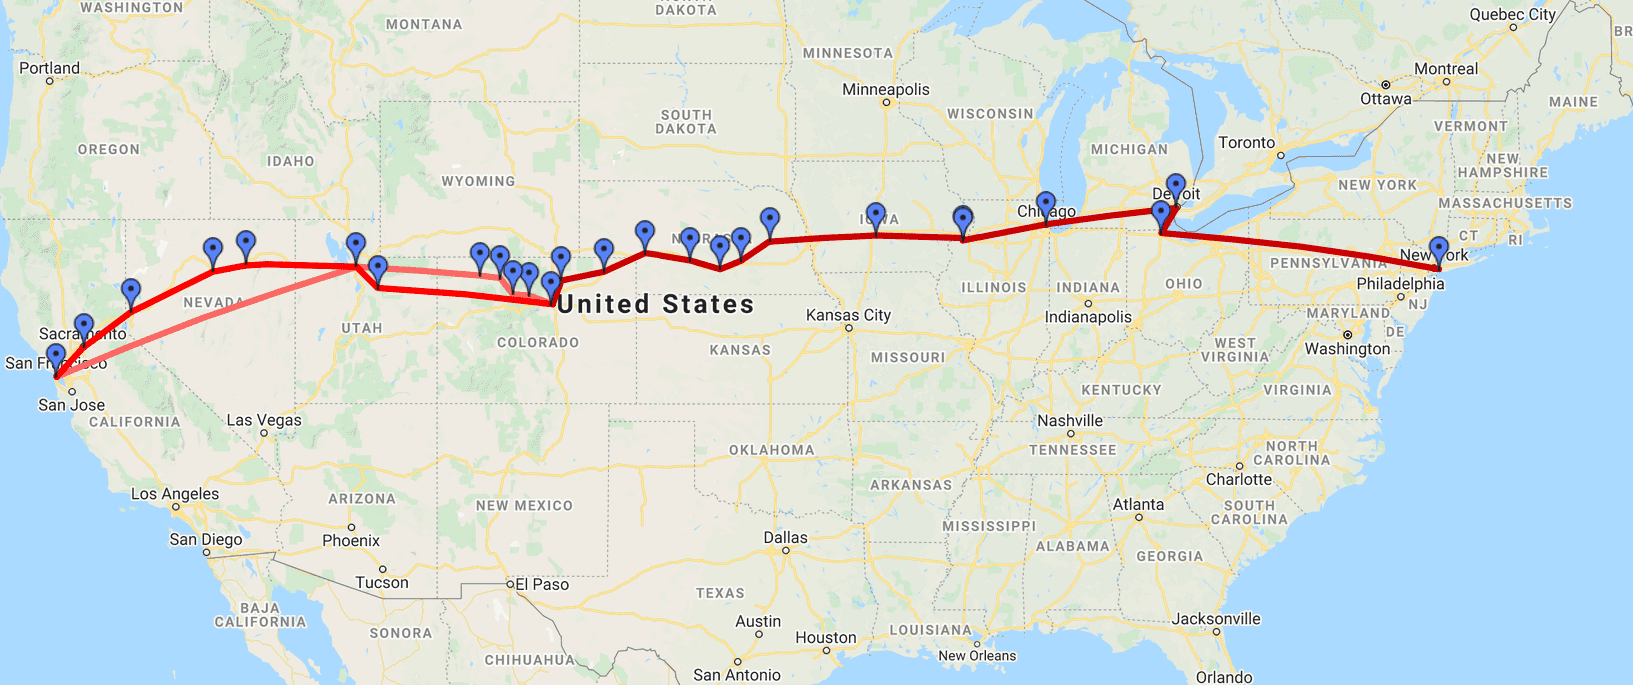 WASHINGTON
MONTANA
NORTH
DAKOTA
Quebec City
BR
Portland
MINNESOTA
Montreal
Minneapolis
Ottawa
MAINE
SOUTH
DAKOTA
WISCONSIN
VERMONT
OREGON
IDAHO
MICHIGAN
Toronto
NEW
HAMPSHIRE
WYOMING
NEW YORK
Detroit
MASSACHUSETTS
Chicago
IOWA
CT
RI
NEBRASKA
New York
PENNSYLVANIA
NEVADA
ILLINOIS
INDIANA
OHIO
Philadelphia
United States
NJ
Kansas City
Indianapolis
MARYLAND
Sacramento
UTAH
COLORADO
DE
KANSAS
MISSOURI
WEST
VIRGINIA
Washington
San Francisco
San Jose
KENTUCKY
VIRGINIA
CALIFORNIA
Las Vegas
Nashville
OKLAHOMA
TENNESSEE
NORTH
CAROLINA
Los Angeles
ARIZONA
NEW MEXICO
ARKANSAS
Charlotte
Atlanta
SOUTH
CAROLINA
San Diego
Phoenix
Dallas
MISSISSIPPI
ALABAMA
GEORGIA
Tucson
El Paso
TEXAS
BAJA
CALIFORNIA
SONORA
Austin
Houston
LOUISIANA
Jacksonville
CHIHUAHUA
New Orleans
San Antonio
Orlando